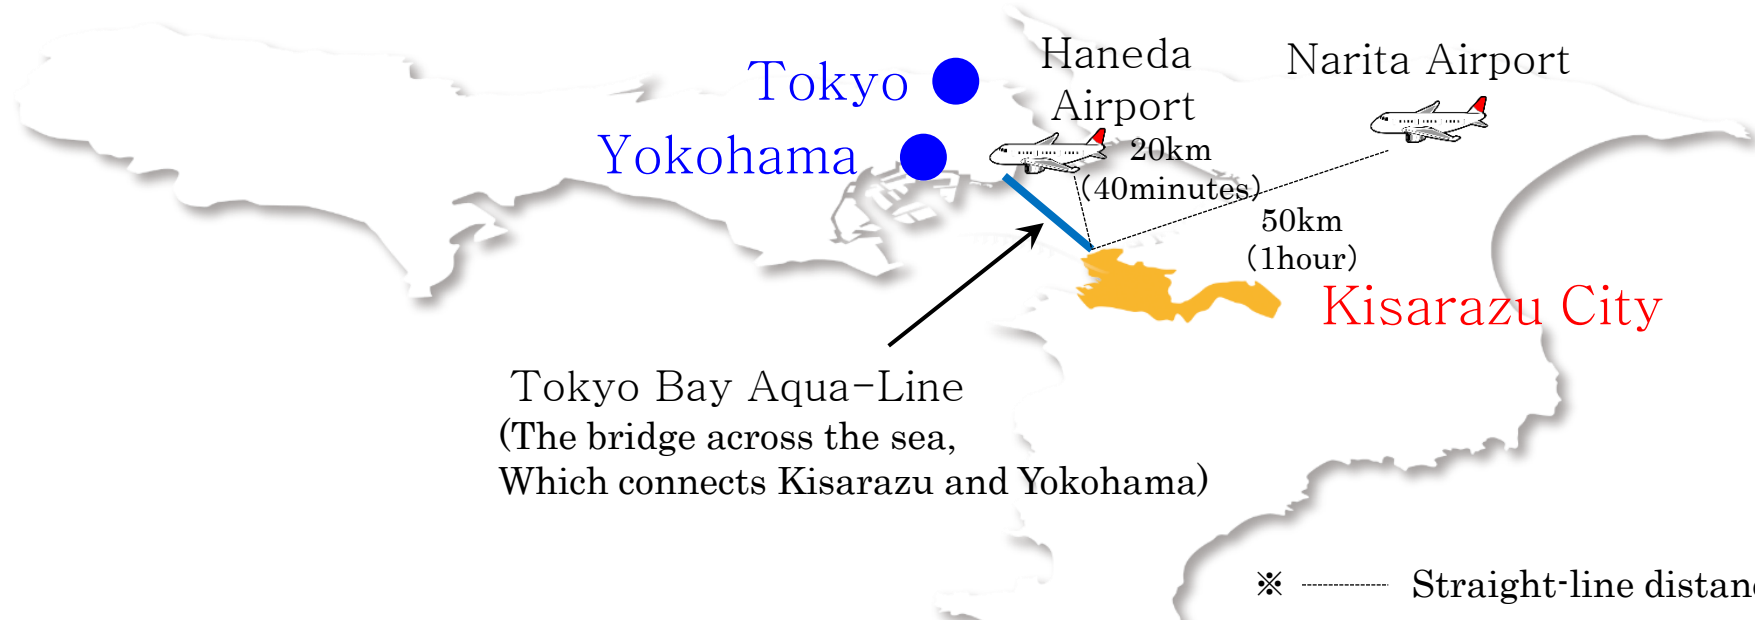 Tokyo
Yokohama
Haneda
Airport
20km
(40minutes)
Narita Airport
50km
(1hour)
Kisarazu City
Tokyo Bay Aqua-Line
(The bridge across the sea,
Which connects Kisarazu and Yokohama)
※ Straight-line